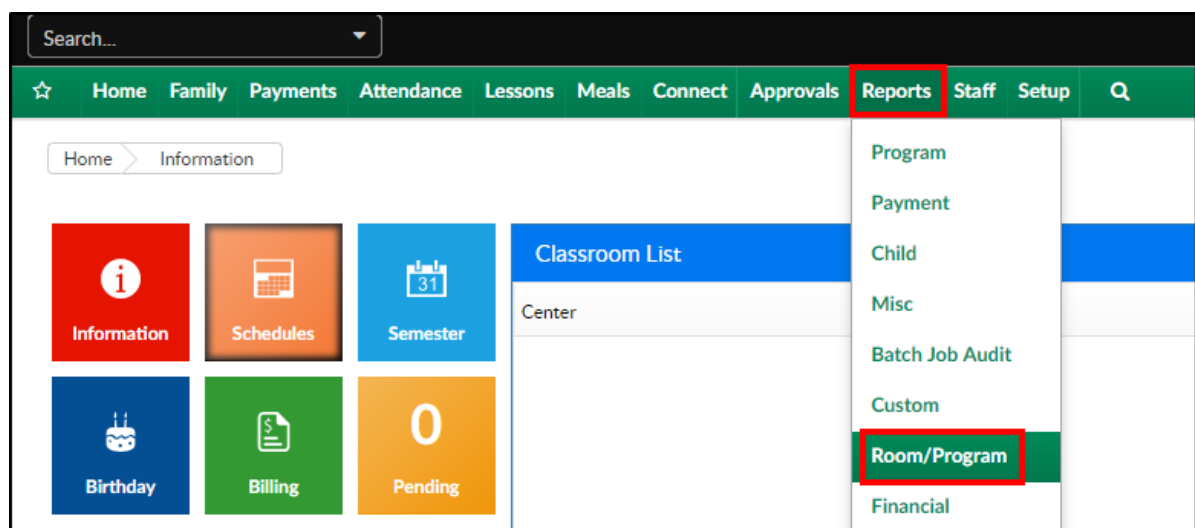 Search...
Home Family Payments Attendance Lessons Meals Connect Approvals Reports Staff Setup
Home Information
Program
Payment
Child
Misc
Batch Job Audit
Custom
Room/Program
Financial
Information
Schedules
31
Semester
Birthday
$
Billing
0
Pending
Classroom List
Center